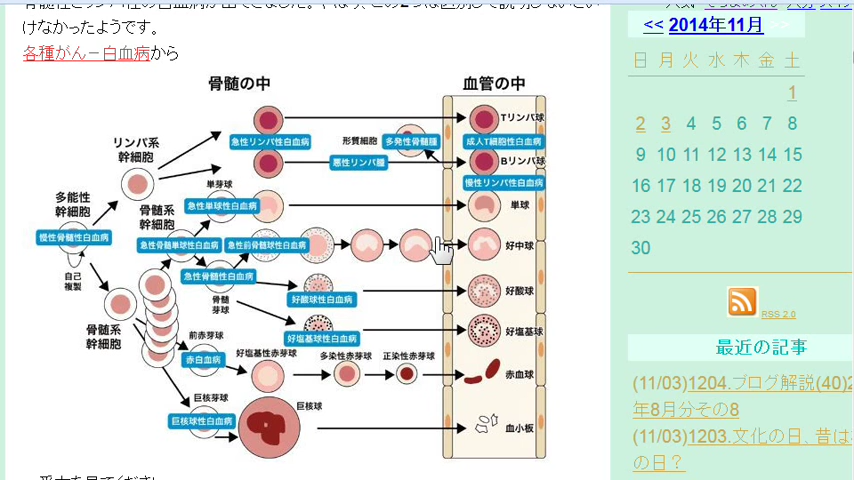 けなかったようです。
各種がん－白血病から
骨髄の中
血管の中
Tリンパ球
急性リンパ性白血病
形質細胞
多発性骨髄腫
成人T細胞性白血病
リンパ系
幹細胞
悪性リンパ腫
Bリンパ球
慢性リンパ性白血病
単芽球
多能性
幹細胞
骨髄系
幹細胞
急性単球性白血病
単球
慢性骨髄性白血病
急性骨髄単球性白血病
急性前骨髄球性白血病
好中球
自己
複製
急性骨髄性白血病
骨髄
芽球
好酸球性白血病
好酸球
骨髄系
幹細胞
前赤芽球
好塩基球性白血病
好塩基球
赤白血病
好塩基性赤芽球
多染性赤芽球
正染性赤芽球
赤血球
巨核芽球
巨核球
巨核球性白血病
血小板
<< 2014年11月
日 月 火 水 木 金 土
1
2 3 4 5 6 7 8
9 10 11 12 13 14 15
16 17 18 19 20 21 22
23 24 25 26 27 28 29
30
RSS 2.0
最近の記事
(11/03)1204.ブログ解説(40)2
年8月分その8
(11/03)1203.文化の日、昔は
の日？